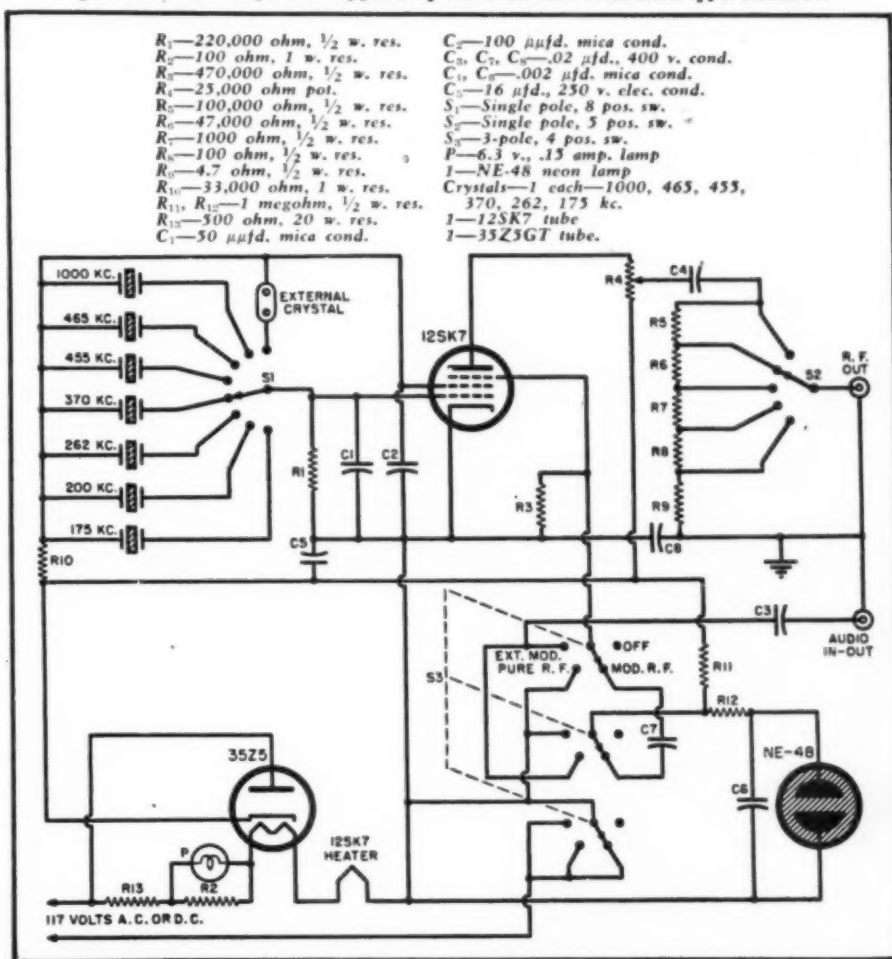 R₁—220,000 ohm, ½ w. res.
R₂—100 ohm, 1 w. res.
R₃—470,000 ohm, ½ w. res.
R₄—25,000 ohm pot.
R₅—100,000 ohm, ½ w. res.
R₆—47,000 ohm, ½ w. res.
R₇—1000 ohm, ½ w. res.
R₈—100 ohm, ½ w. res.
R₉—4.7 ohm, ½ w. res.
R₁₀—33,000 ohm, 1 w. res.
R₁₁, R₁₂—1 megohm, ½ w. res.
R₁₃—500 ohm, 20 w. res.
C₁—50 μμfd. mica cond.
C₂—100 μμfd. mica cond.
C₃, C₇, C₈—.02 μfd., 400 v. cond.
C₄, C₆—.002 μfd. mica cond.
C₅—16 μfd., 250 v. elec. cond.
S₁—Single pole, 8 pos. sw.
S₂—Single pole, 5 pos. sw.
S₃—3-pole, 4 pos. sw.
P—6.3 v., .15 amp. lamp
1—NE-48 neon lamp
Crystals—1 each—1000, 465, 455,
370, 262, 175 kc.
1—12SK7 tube
1—35Z5GT tube.
1000 KC.
465 KC.
455 KC.
370 KC.
262 KC.
200 KC.
175 KC.
EXTERNAL
CRYSTAL
S1
R1
C1
C2
C5
R10
12SK7
R3
R4
C4
R5
R6
R7
R8
R9
S2
R.F.
OUT
C8
C3
AUDIO
IN-OUT
EXT. MOD.
PURE R.F.
OFF
MOD. R.F.
S3
R11
R12
C7
C6
NE-48
35Z5
P
R13
R2
12SK7
HEATER
117 VOLTS A.C. OR D.C.